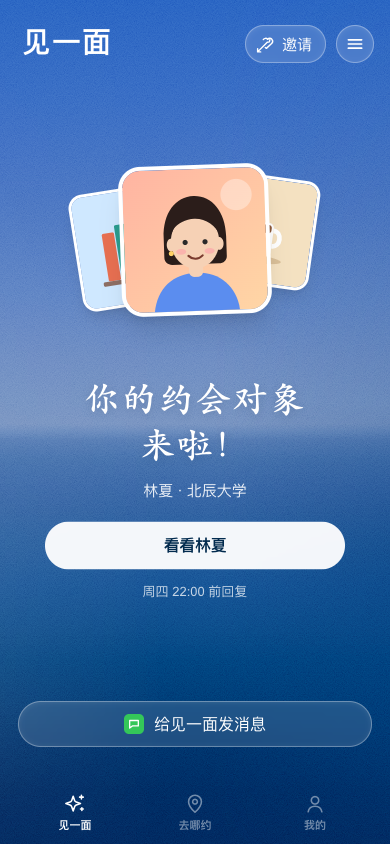 见一面
邀请
你的约会对象
来啦!
林夏 · 北辰大学
看看林夏
周四 22:00 前回复
给见一面发消息
见一面
去哪约
我的